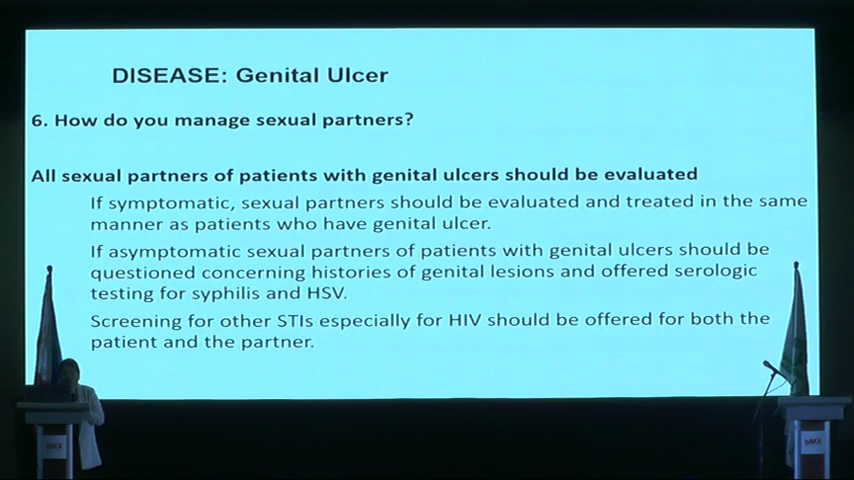 DISEASE: Genital Ulcer
6. How do you manage sexual partners?
All sexual partners of patients with genital ulcers should be evaluated
If symptomatic, sexual partners should be evaluated and treated in the same
manner as patients who have genital ulcer.
If asymptomatic sexual partners of patients with genital ulcers should be
questioned concerning histories of genital lesions and offered serologic
testing for syphilis and HSV.
Screening for other STIs especially for HIV should be offered for both the
patient and the partner.
SMX
SMX